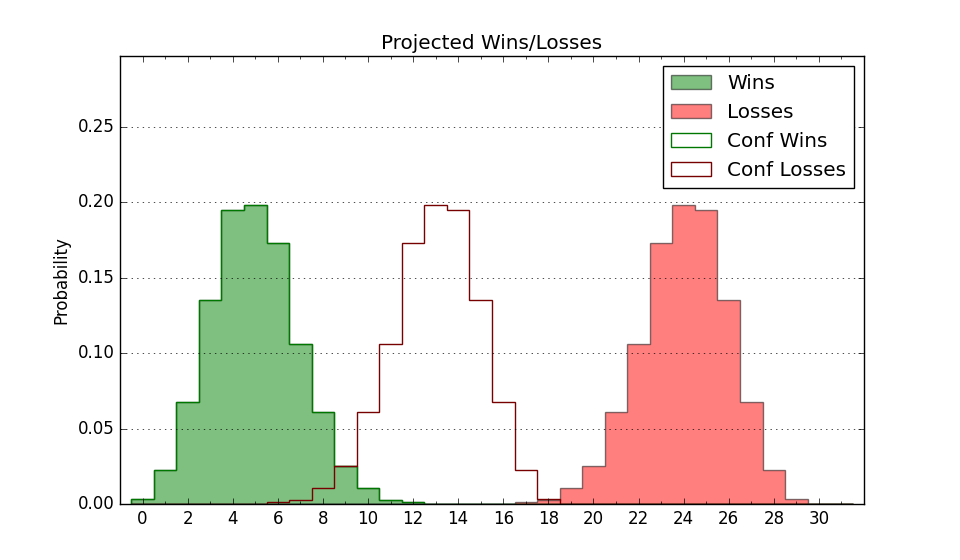 Projected Wins/Losses
Wins
Losses
Conf Wins
Conf Losses
Probability
0.25
0.20
0.15
0.10
0.05
0.00
0 2 4 6 8 10 12 14 16 18 20 22 24 26 28 30